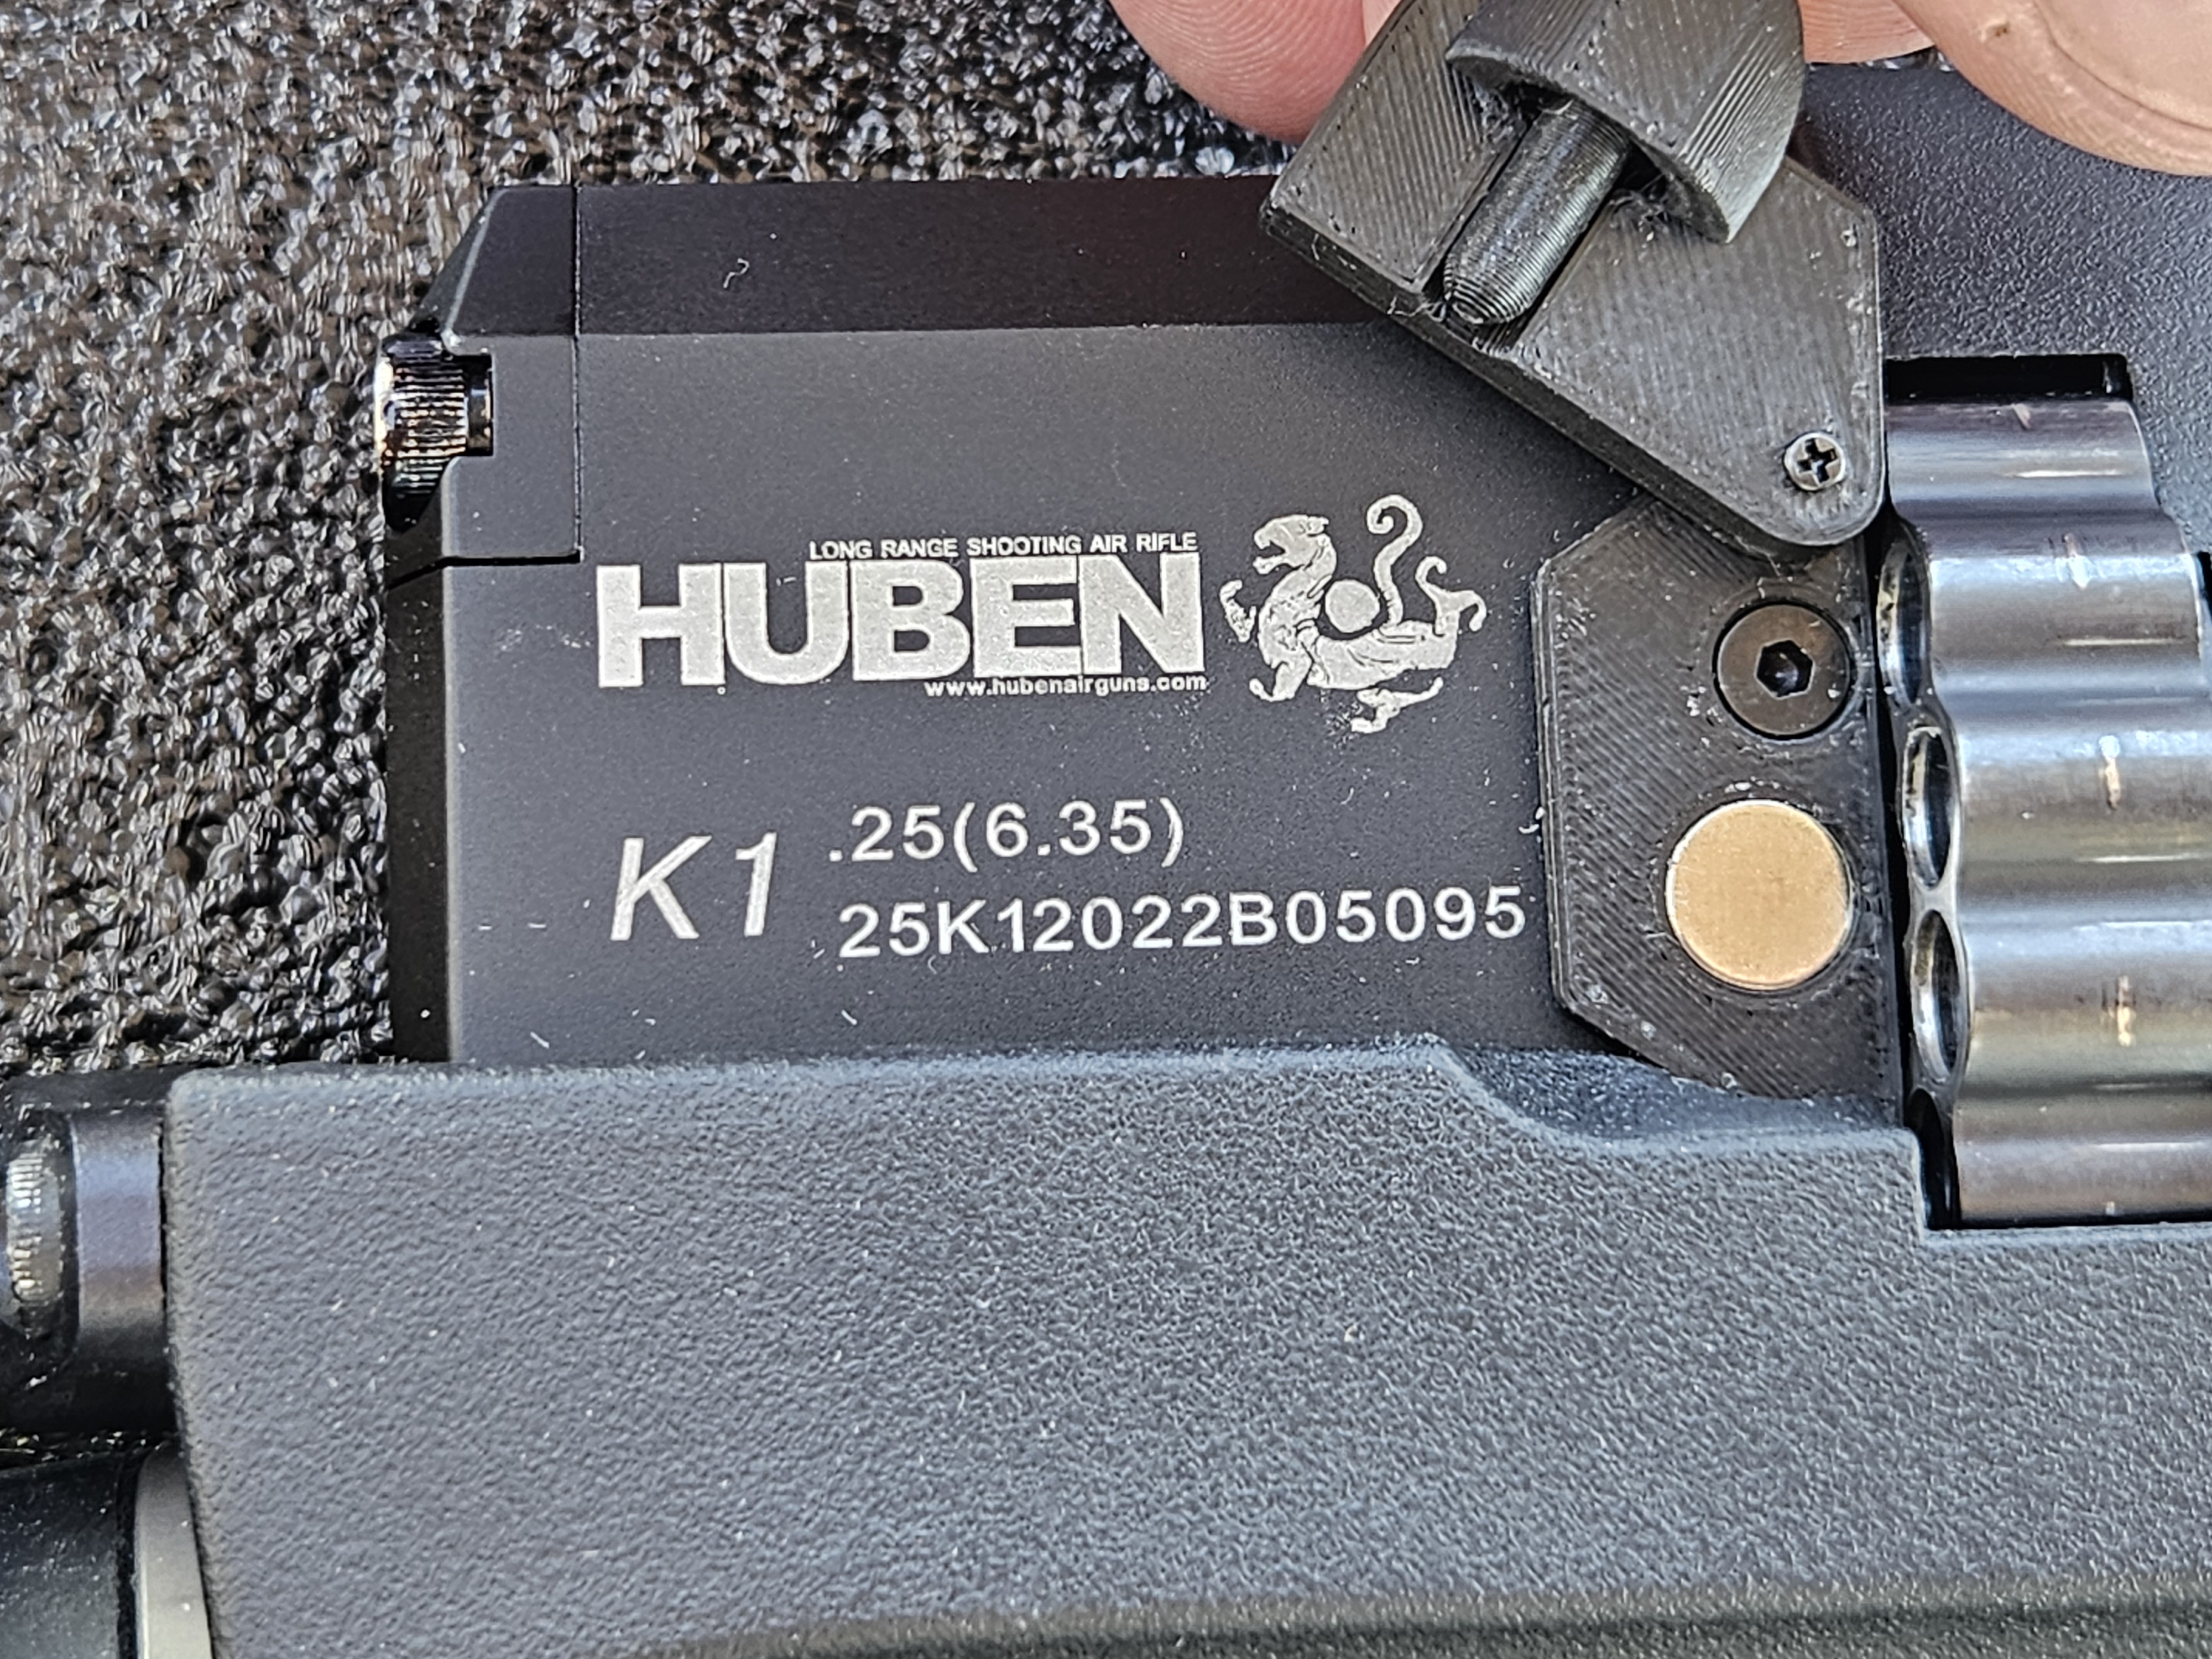 LONG RANGE SHOOTING AIR RIFLE
HUBEN
www.hubenairguns.com
K1 .25(6.35)
25K12022B05095